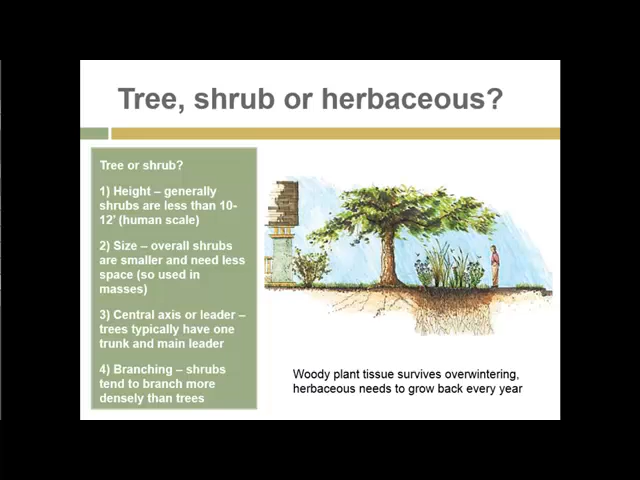 Tree, shrub or herbaceous?
Tree or shrub?
1) Height – generally
shrubs are less than 10-
12' (human scale)
2) Size – overall shrubs
are smaller and need less
space (so used in
masses)
3) Central axis or leader –
trees typically have one
trunk and main leader
4) Branching – shrubs
tend to branch more
densely than trees
Woody plant tissue survives overwintering,
herbaceous needs to grow back every year